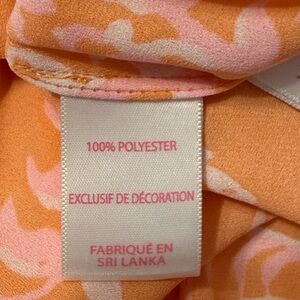 100% POLYESTER
EXCLUSIF DE DÉCORATION
FABRIQUÉ EN
SRI LANKA